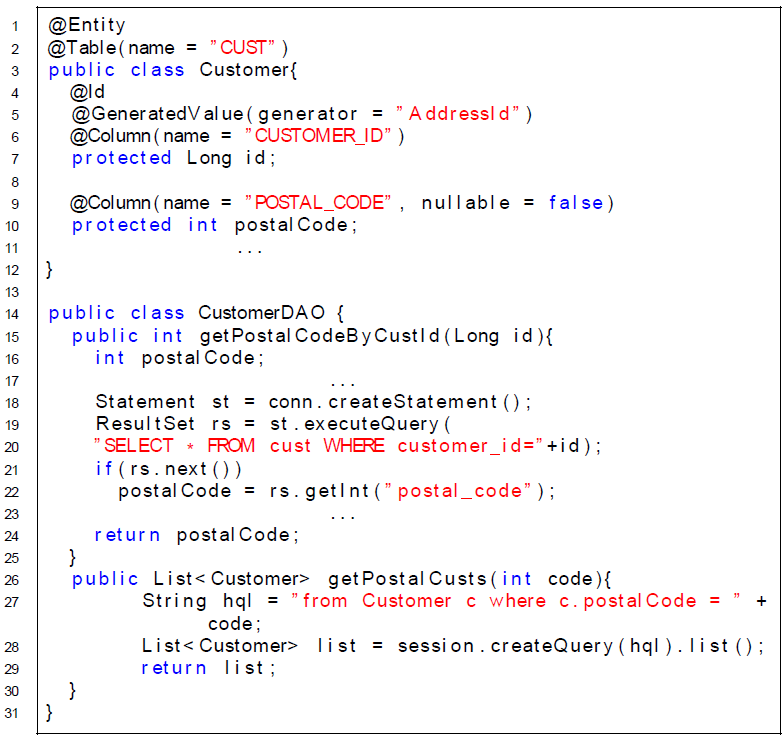 1 @Entity
2 @Table(name = "CUST")
3 public class Customer{
4 @Id
5 @GeneratedValue(generator = "AddressId")
6 @Column(name = "CUSTOMER_ID")
7 protected Long id;
8
9 @Column(name = "POSTAL_CODE", nullable = false)
10 protected int postalCode;
11 ...
12 }
13
14 public class CustomerDAO {
15 public int getPostalCodeByCustId(Long id){
16 int postalCode;
17 ...
18 Statement st = conn.createStatement();
19 ResultSet rs = st.executeQuery(
20 "SELECT * FROM cust WHERE customer_id="+id);
21 if(rs.next())
22 postalCode = rs.getInt("postal_code");
23 ...
24 return postalCode;
25 }
26 public List<Customer> getPostalCusts(int code){
27 String hql = "from Customer c where c.postalCode = " +
code;
28 List<Customer> list = session.createQuery(hql).list();
29 return list;
30 }
31 }